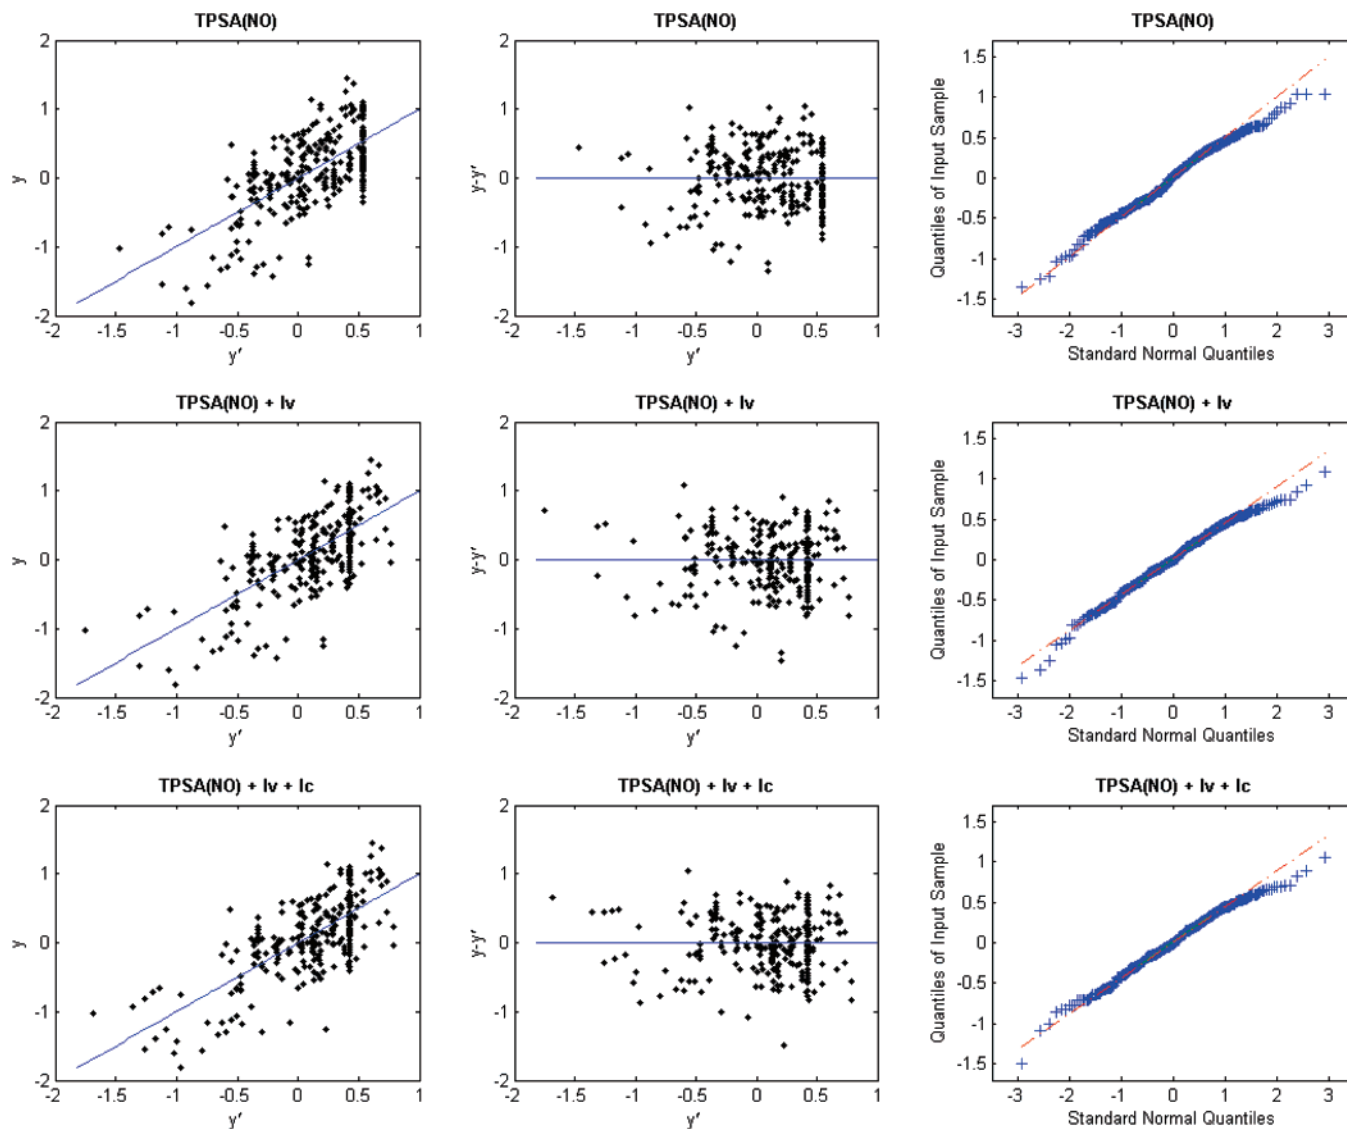 TPSA(NO) TPSA(NO) TPSA(NO)
2 2 1.5
1 1 1
0.5
y 0 y-y′ 0 Quantiles of Input Sample 0
-0.5
-1 -1 -1
-1.5
-2 -2
-2 -1.5 -1 -0.5 0 0.5 1 -2 -1.5 -1 -0.5 0 0.5 1 -3 -2 -1 0 1 2 3
y′ y′ Standard Normal Quantiles
TPSA(NO) + Iv TPSA(NO) + Iv TPSA(NO) + Iv
2 2 1.5
1 1 1
0.5
y 0 y-y′ 0 Quantiles of Input Sample 0
-0.5
-1 -1 -1
-1.5
-2 -2
-2 -1.5 -1 -0.5 0 0.5 1 -2 -1.5 -1 -0.5 0 0.5 1 -3 -2 -1 0 1 2 3
y′ y′ Standard Normal Quantiles
TPSA(NO) + Iv + Ic TPSA(NO) + Iv + Ic TPSA(NO) + Iv + Ic
2 2 1.5
1 1 1
0.5
y 0 y-y′ 0 Quantiles of Input Sample 0
-0.5
-1 -1 -1
-1.5
-2 -2
-2 -1.5 -1 -0.5 0 0.5 1 -2 -1.5 -1 -0.5 0 0.5 1 -3 -2 -1 0 1 2 3
y′ y′ Standard Normal Quantiles